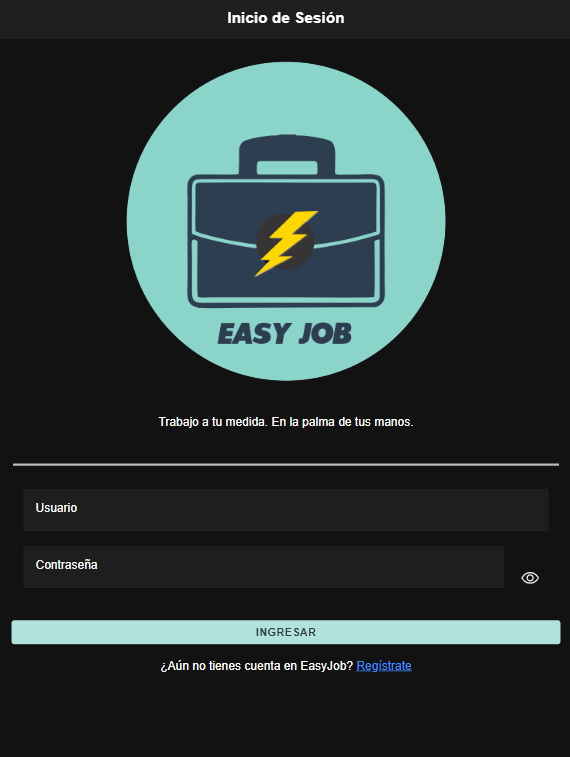 Inicio de Sesión
EASY JOB
Trabajo a tu medida. En la palma de tus manos.
Usuario
Contraseña
INGRESAR
¿Aún no tienes cuenta en EasyJob? Regístrate